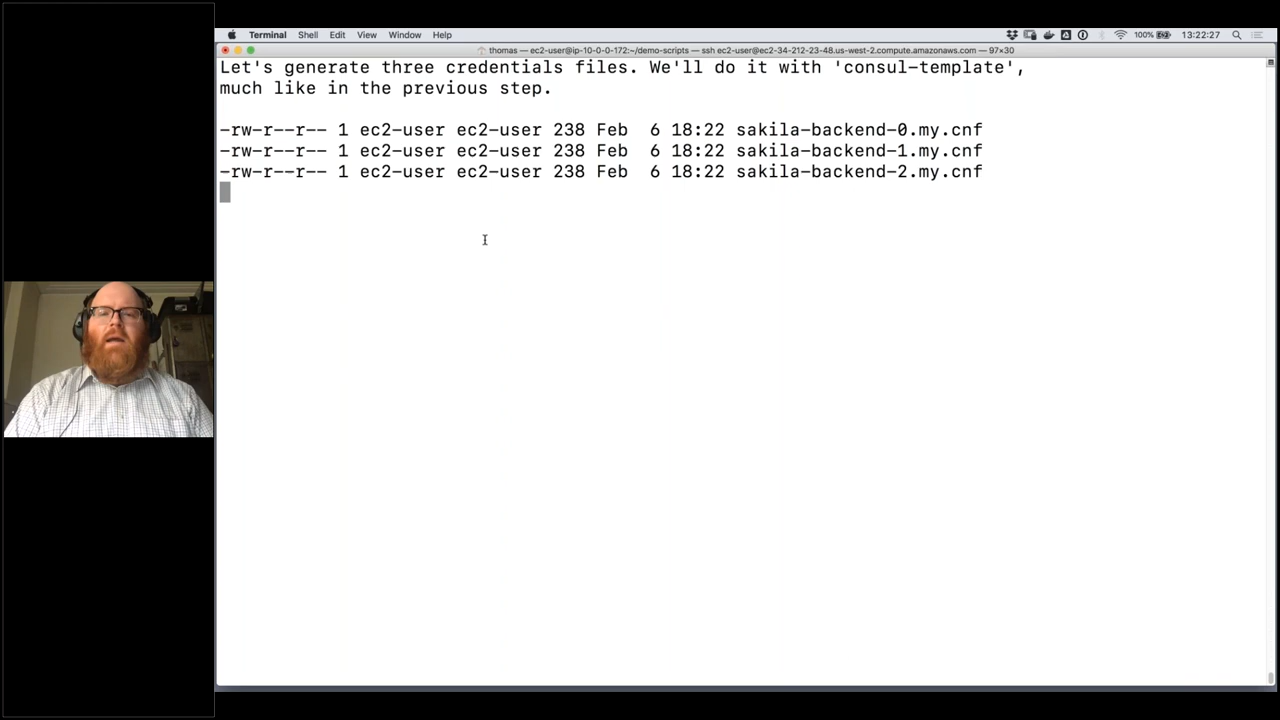 Terminal Shell Edit View Window Help 100% 13:22:27
thomas — ec2-user@ip-10-0-0-172:~/demo-scripts — ssh ec2-user@ec2-34-212-23-48.us-west-2.compute.amazonaws.com — 97×30
Let's generate three credentials files. We'll do it with 'consul-template',
much like in the previous step.
-rw-r--r-- 1 ec2-user ec2-user 238 Feb  6 18:22 sakila-backend-0.my.cnf
-rw-r--r-- 1 ec2-user ec2-user 238 Feb  6 18:22 sakila-backend-1.my.cnf
-rw-r--r-- 1 ec2-user ec2-user 238 Feb  6 18:22 sakila-backend-2.my.cnf